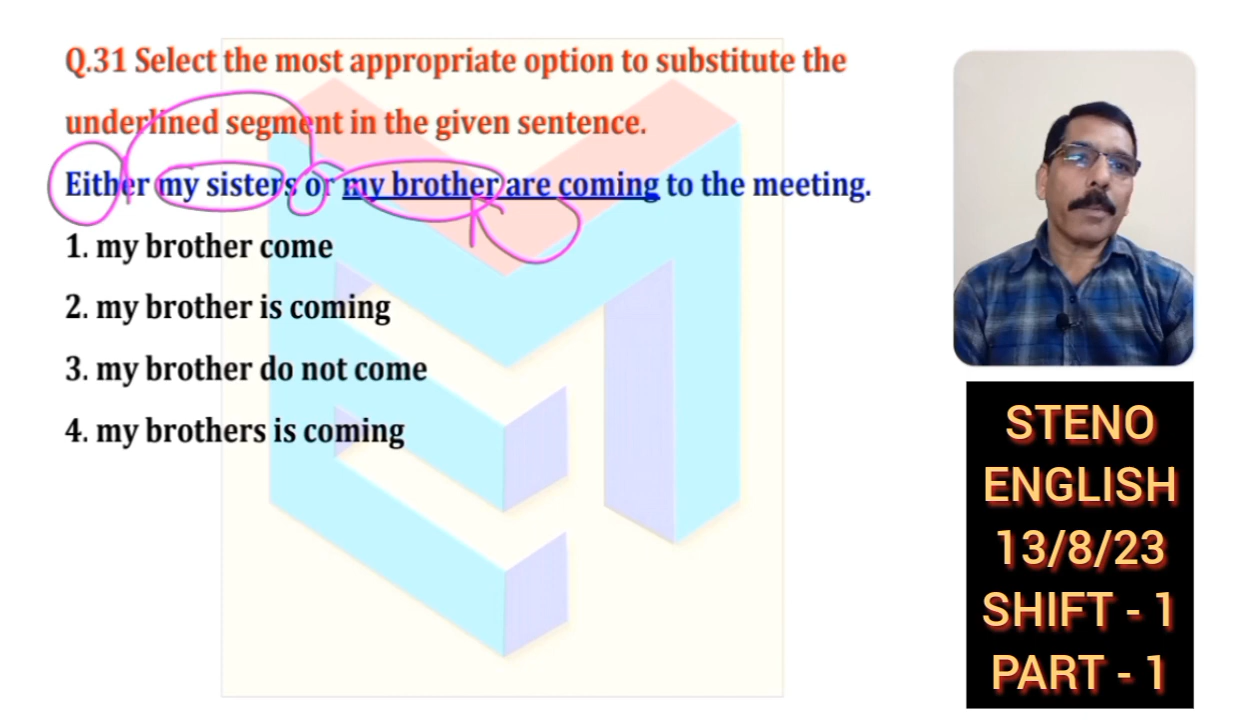 Q.31 Select the most appropriate option to substitute the
underlined segment in the given sentence.
Either my sisters or my brother are coming to the meeting.
1. my brother come
2. my brother is coming
3. my brother do not come
4. my brothers is coming
STENO
ENGLISH
13/8/23
SHIFT - 1
PART - 1